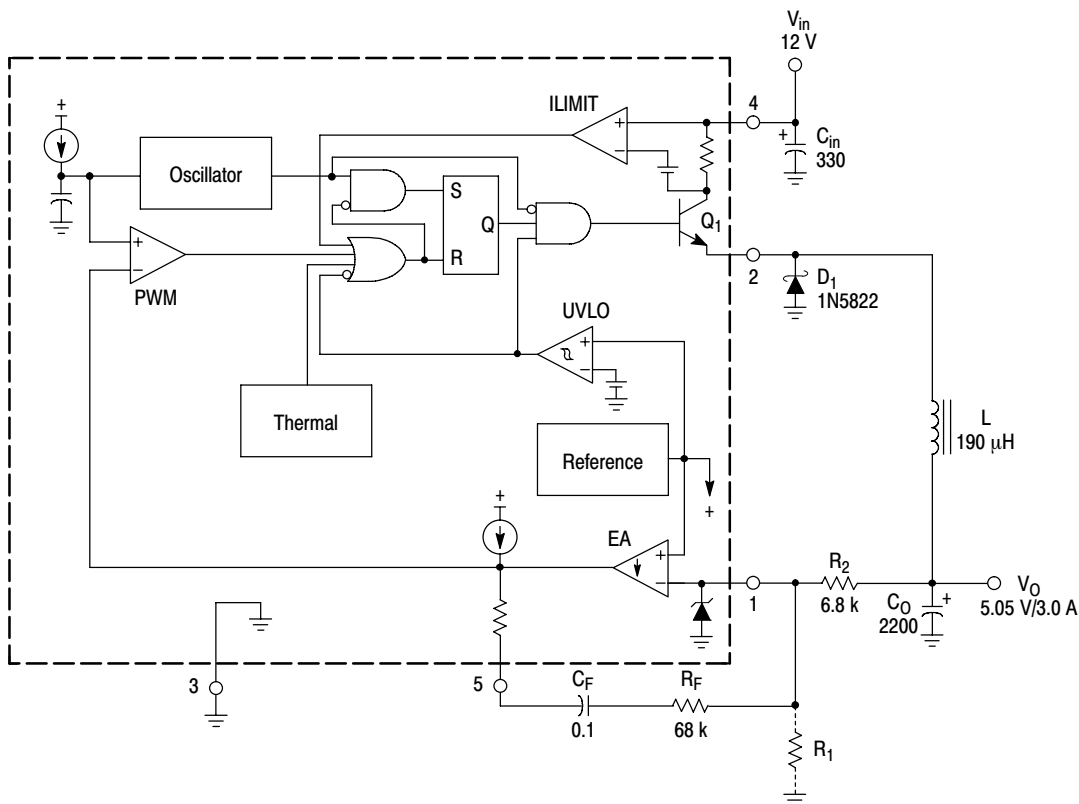 V_in
12 V
ILIMIT
4
+
+
−
+
C_in
330
Oscillator
S
Q
R
Q_1
+
−
PWM
2
D_1
1N5822
UVLO
+
−
Thermal
L
190 μH
Reference
+
+
EA
+
−
1
R_2
6.8 k
V_O
5.05 V/3.0 A
C_O
2200
+
3
5
C_F
0.1
R_F
68 k
R_1